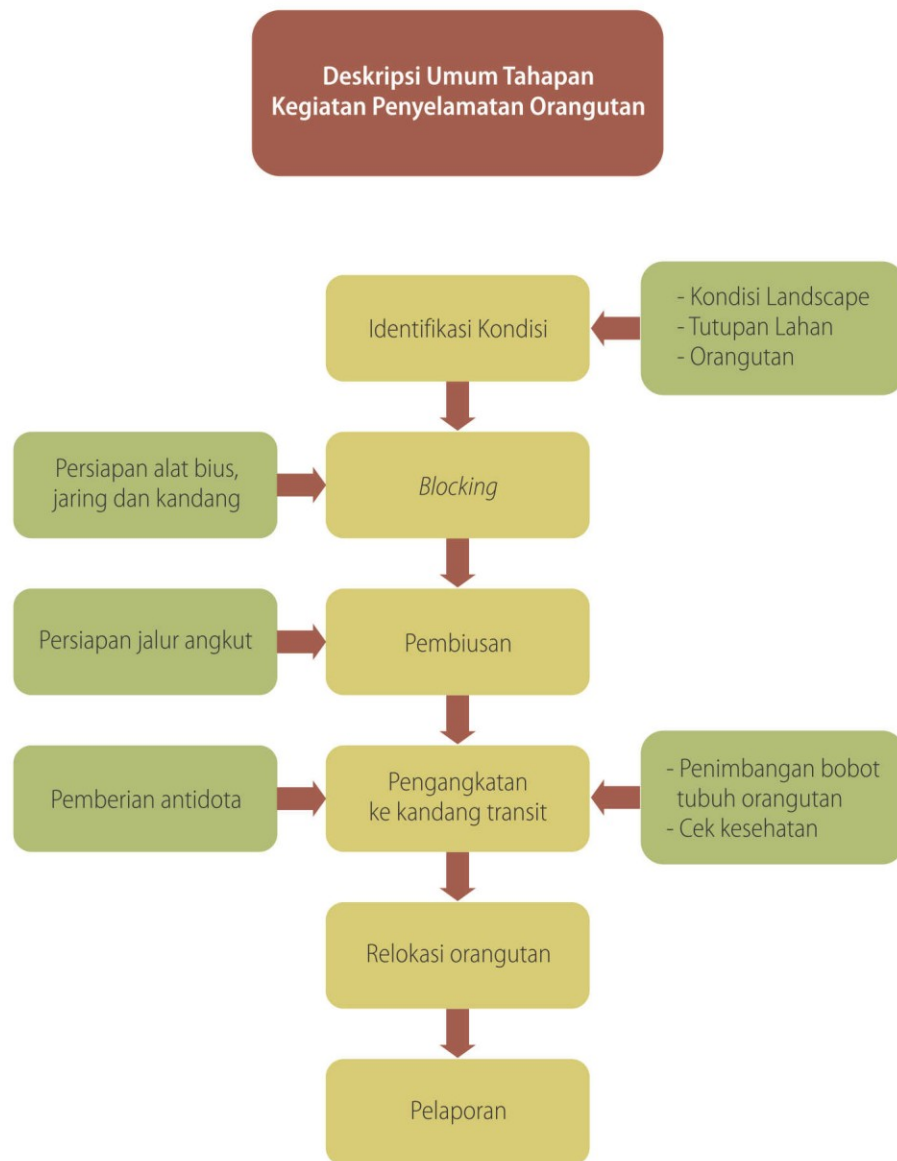 Deskripsi Umum Tahapan
Kegiatan Penyelamatan Orangutan
Identifikasi Kondisi
- Kondisi Landscape
- Tutupan Lahan
- Orangutan
Persiapan alat bius,
jaring dan kandang
Blocking
Persiapan jalur angkut
Pembiusan
Pemberian antidota
Pengangkatan
ke kandang transit
- Penimbangan bobot
tubuh orangutan
- Cek kesehatan
Relokasi orangutan
Pelaporan